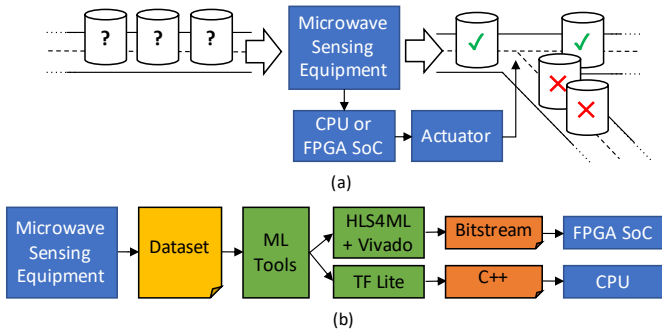 ? ? ?
Microwave
Sensing
Equipment
✓ ✓
✕
✕
CPU or
FPGA SoC
Actuator
(a)
Microwave
Sensing
Equipment
Dataset
ML
Tools
HLS4ML
+ Vivado
Bitstream
FPGA SoC
TF Lite
C++
CPU
(b)